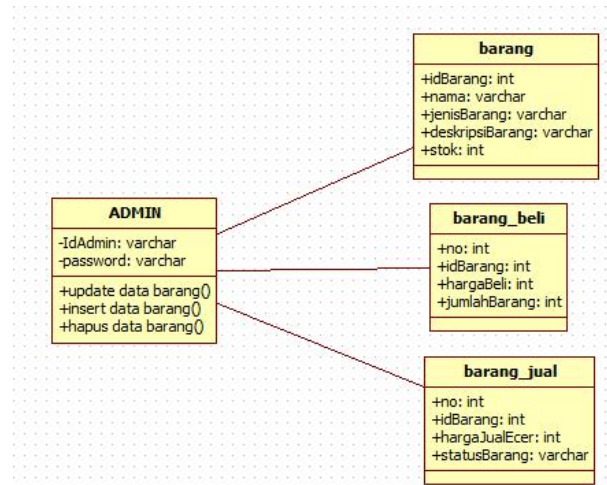 barang
+idBarang: int
+nama: varchar
+jenisBarang: varchar
+deskripsiBarang: varchar
+stok: int
ADMIN
-IdAdmin: varchar
-password: varchar
+update data barang()
+insert data barang()
+hapus data barang()
barang_beli
+no: int
+idBarang: int
+hargaBeli: int
+jumlahBarang: int
barang_jual
+no: int
+idBarang: int
+hargaJualEcer: int
+statusBarang: varchar